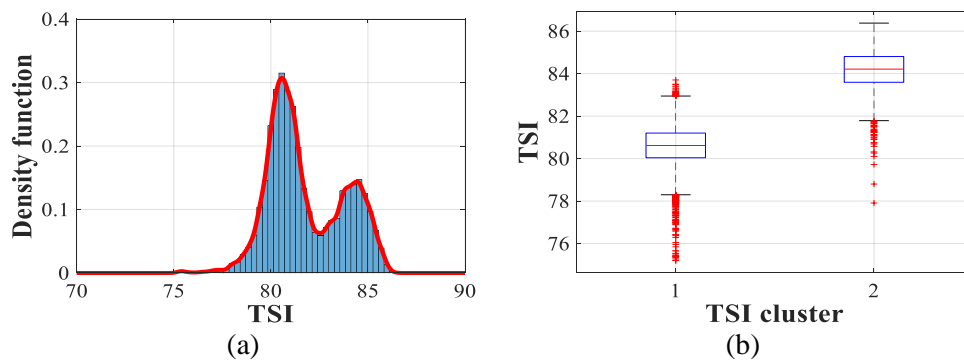 0.4
0.3
0.2
0.1
0
Density function
70 75 80 85 90
TSI
(a)
86
84
82
80
78
76
TSI
1 2
TSI cluster
(b)